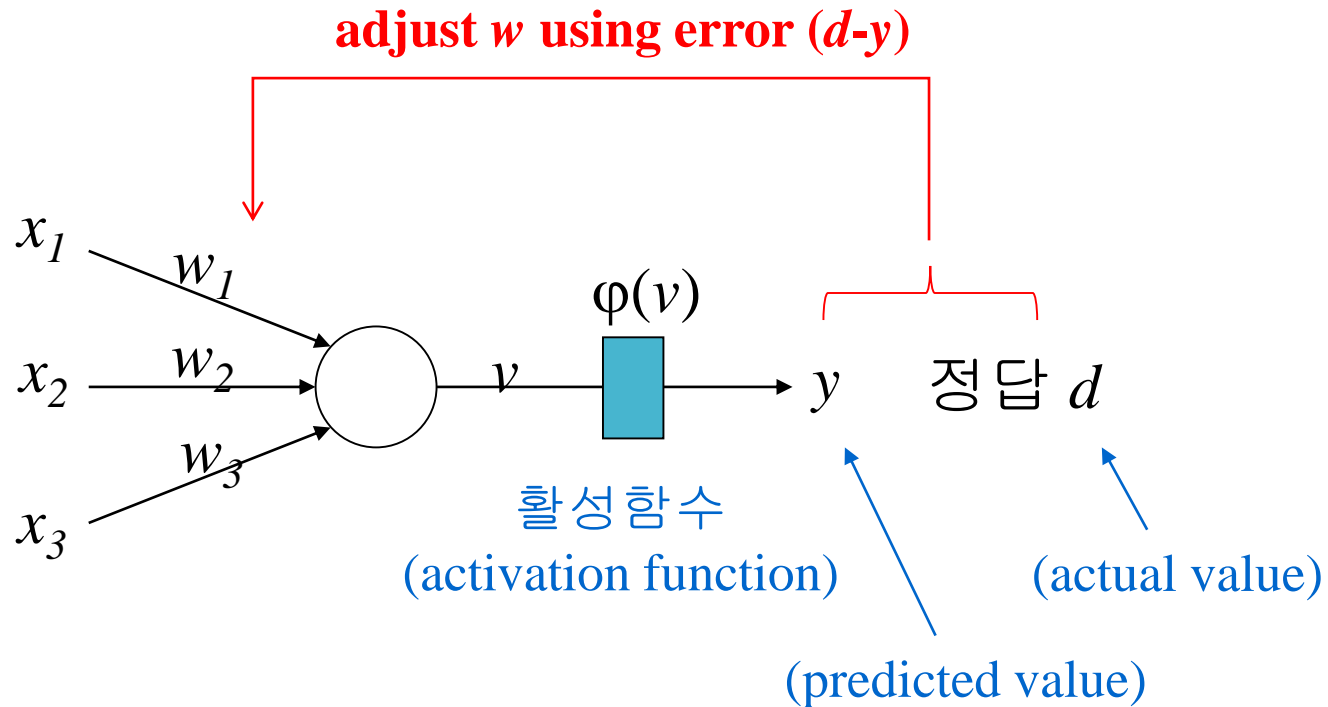 adjust w using error (d-y)
x1
w1
φ(v)
x2
w2
v
y
정답 d
w3
x3
활성함수
(activation function)
(actual value)
(predicted value)